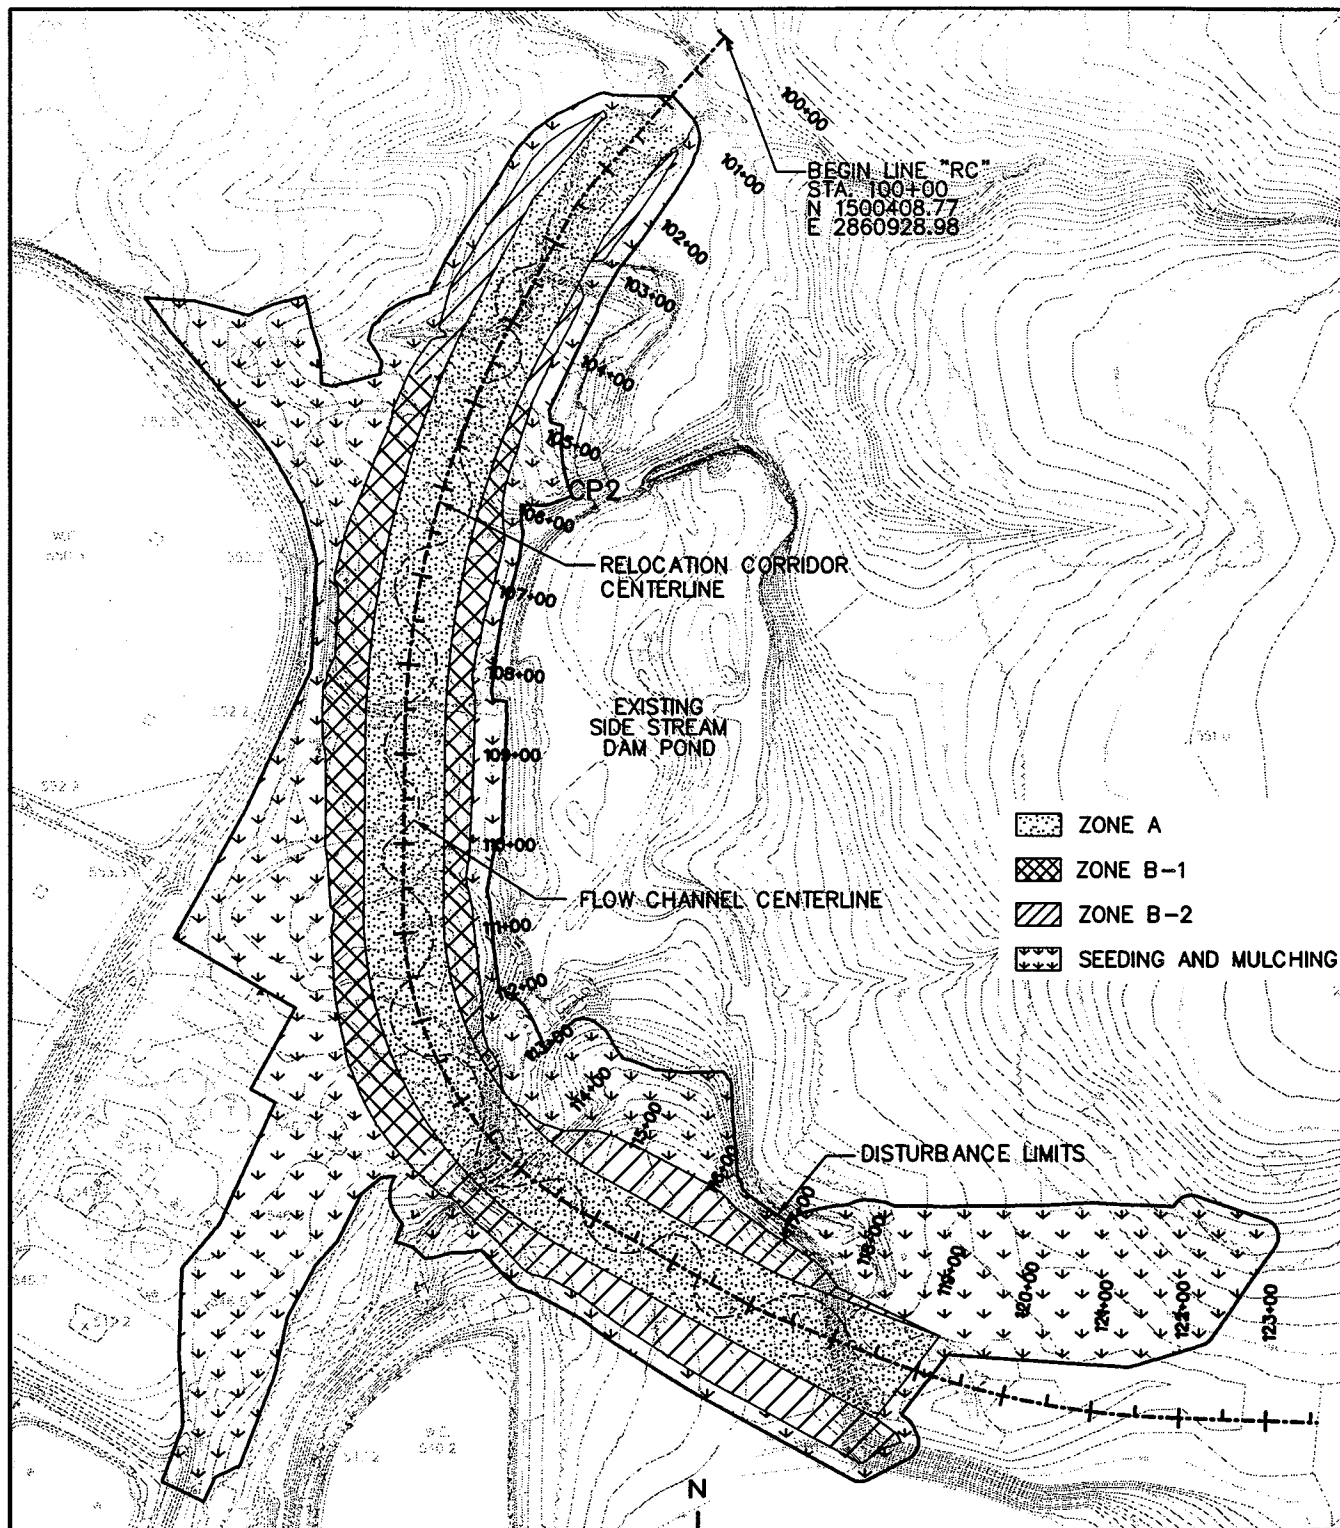 100+00
101+00
BEGIN LINE "RC"
STA. 100+00
N 1500408.77
E 2860928.98
102+00
103+00
104+00
105+00
CP2
106+00
RELOCATION CORRIDOR
CENTERLINE
107+00
108+00
EXISTING
SIDE STREAM
DAM POND
109+00
110+00
ZONE A
ZONE B-1
FLOW CHANNEL CENTERLINE
ZONE B-2
111+00
SEEDING AND MULCHING
112+00
113+00
114+00
115+00
116+00
DISTURBANCE LIMITS
117+00
118+00
119+00
120+00
121+00
122+00
123+00
N